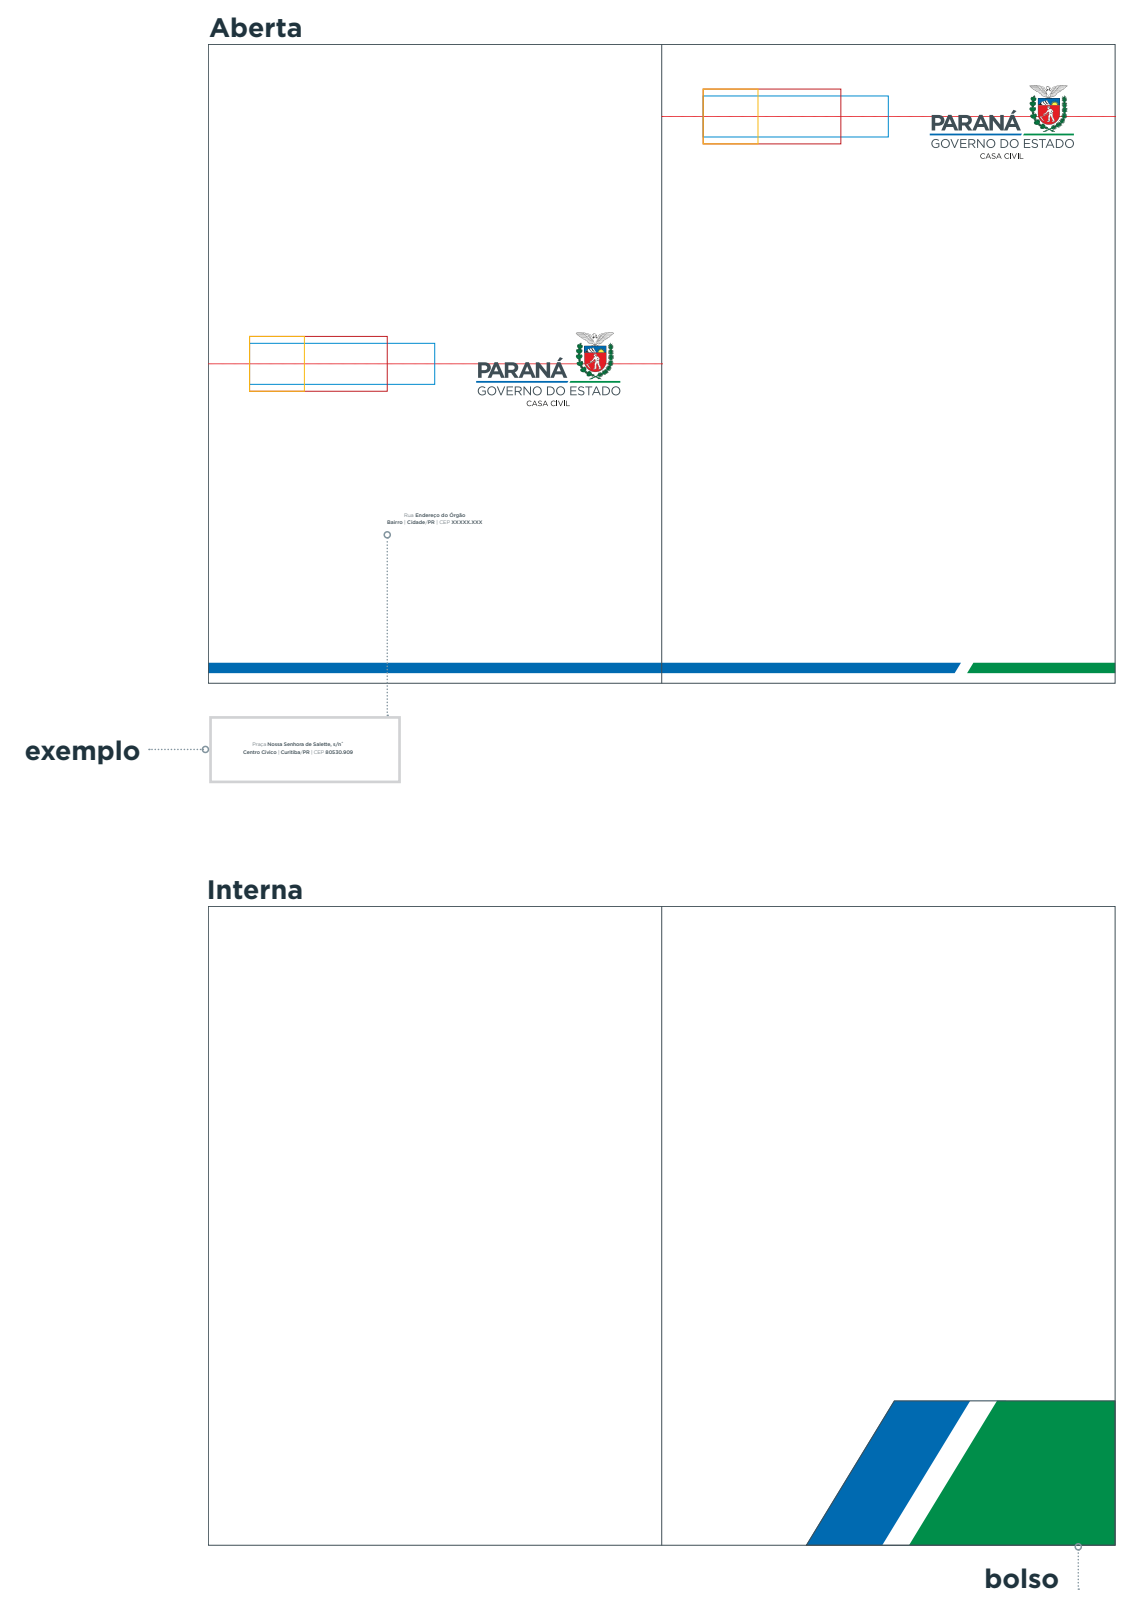 Aberta
PARANÁ
GOVERNO DO ESTADO
CASA CIVIL
PARANÁ
GOVERNO DO ESTADO
CASA CIVIL
Rua Endereço do Órgão
Bairro | Cidade/PR | CEP XXXXX.XXX
exemplo
Praça Nossa Senhora de Salette, s/n°
Centro Cívico | Curitiba/PR | CEP 80530.909
Interna
bolso